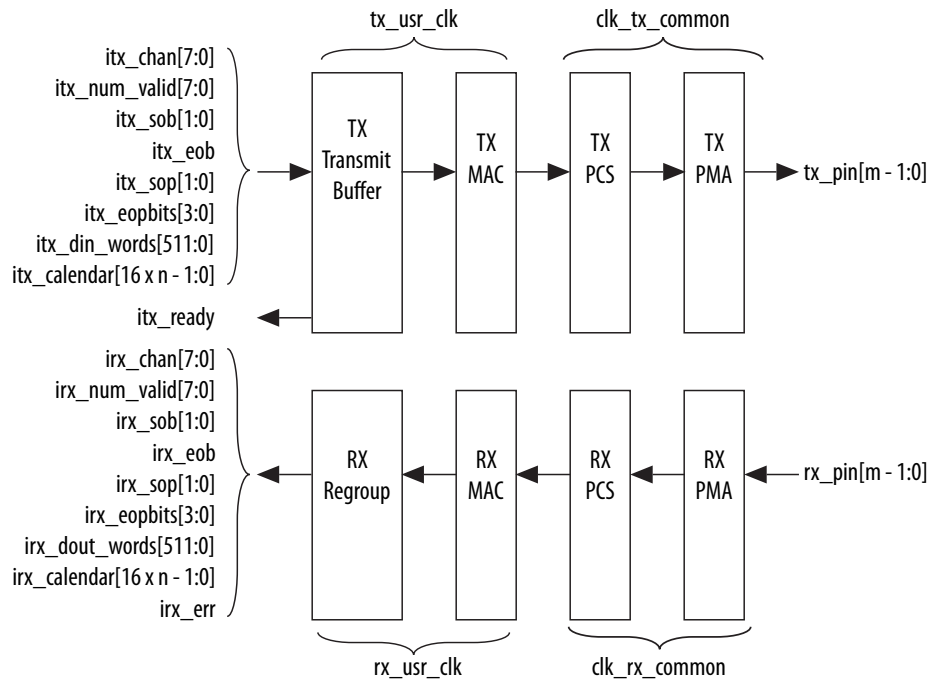 tx_usr_clk
clk_tx_common
itx_chan[7:0]
itx_num_valid[7:0]
itx_sob[1:0]
itx_eob
itx_sop[1:0]
itx_eopbits[3:0]
itx_din_words[511:0]
itx_calendar[16 x n - 1:0]
TX
Transmit
Buffer
TX
MAC
TX
PCS
TX
PMA
tx_pin[m - 1:0]
itx_ready
irx_chan[7:0]
irx_num_valid[7:0]
irx_sob[1:0]
irx_eob
irx_sop[1:0]
irx_eopbits[3:0]
irx_dout_words[511:0]
irx_calendar[16 x n - 1:0]
irx_err
RX
Regroup
RX
MAC
RX
PCS
RX
PMA
rx_pin[m - 1:0]
rx_usr_clk
clk_rx_common